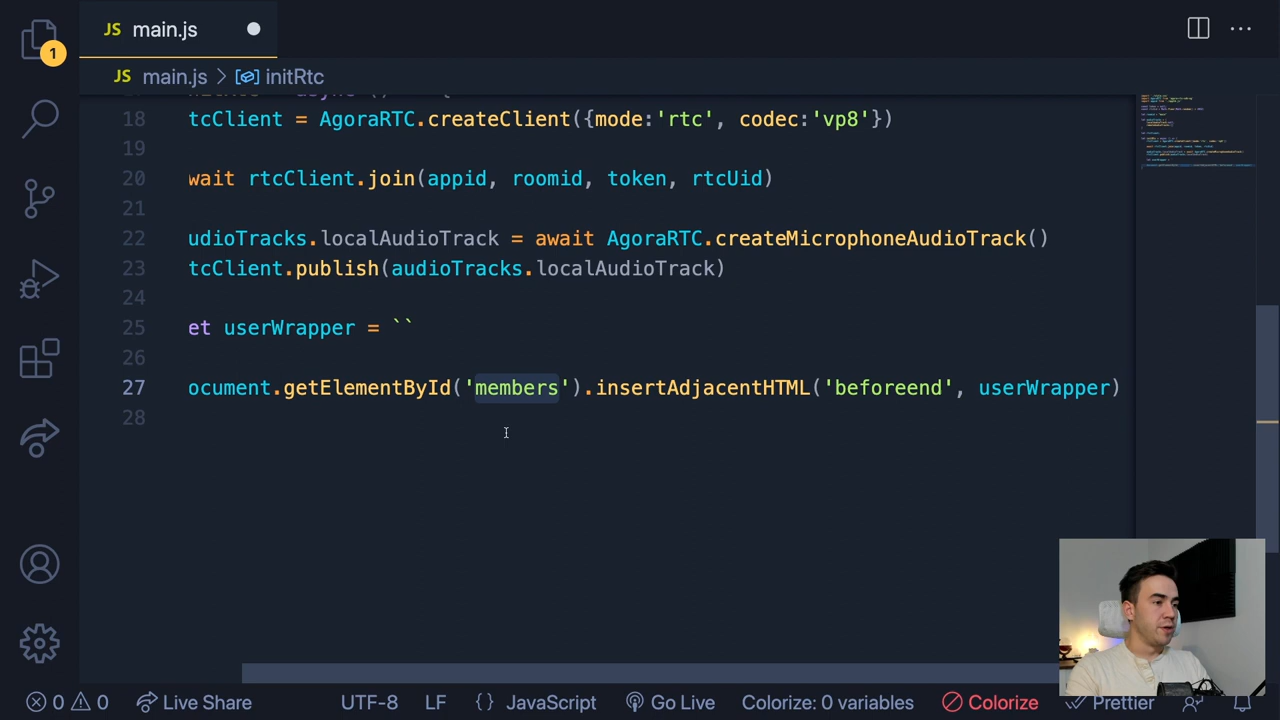 1
JS main.js
JS main.js > initRtc
18 tcClient = AgoraRTC.createClient({mode:'rtc', codec:'vp8'})
19
20 wait rtcClient.join(appid, roomid, token, rtcUid)
21
22 udioTracks.localAudioTrack = await AgoraRTC.createMicrophoneAudioTrack()
23 tcClient.publish(audioTracks.localAudioTrack)
24
25 et userWrapper = ``
26
27 ocument.getElementById('members').insertAdjacentHTML('beforeend', userWrapper)
28
0 0 Live Share UTF-8 LF {} JavaScript Go Live Colorize: 0 variables Colorize Prettier